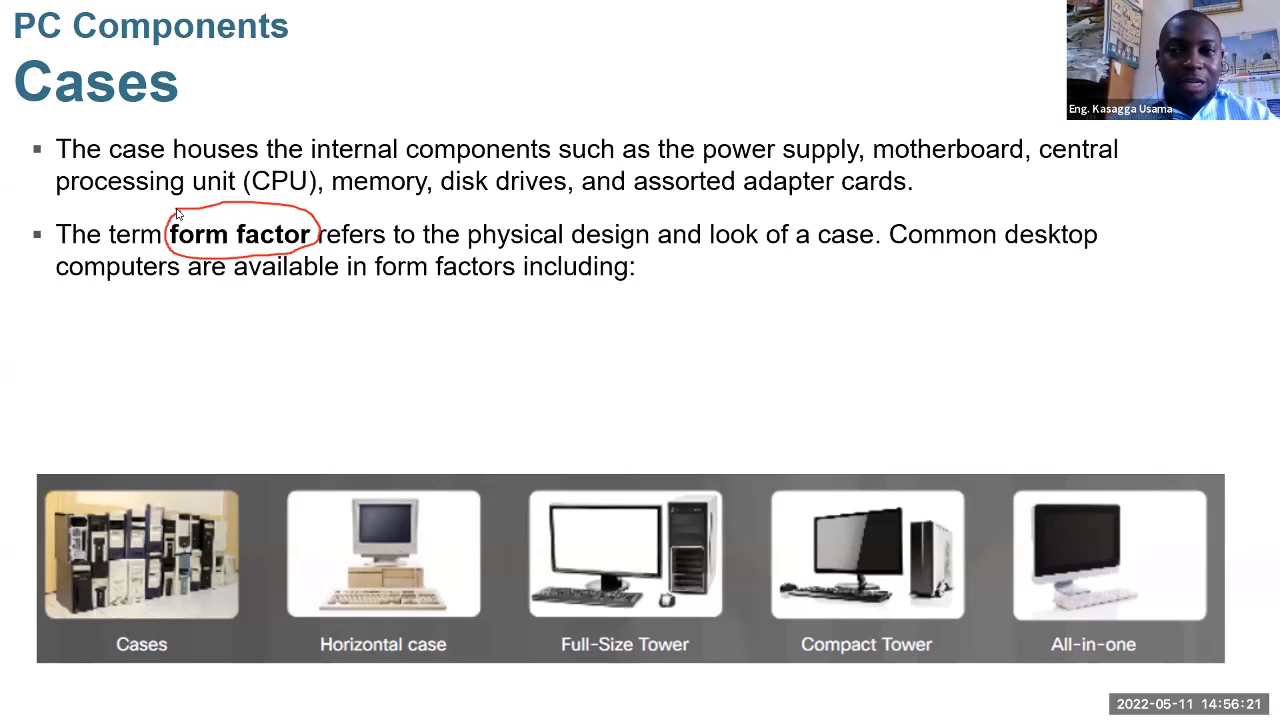 PC Components
Cases
Eng. Kasagga Usama
▪ The case houses the internal components such as the power supply, motherboard, central
processing unit (CPU), memory, disk drives, and assorted adapter cards.
▪ The term form factor refers to the physical design and look of a case. Common desktop
computers are available in form factors including:
Cases
Horizontal case
Full-Size Tower
Compact Tower
All-in-one
2022-05-11 14:56:21